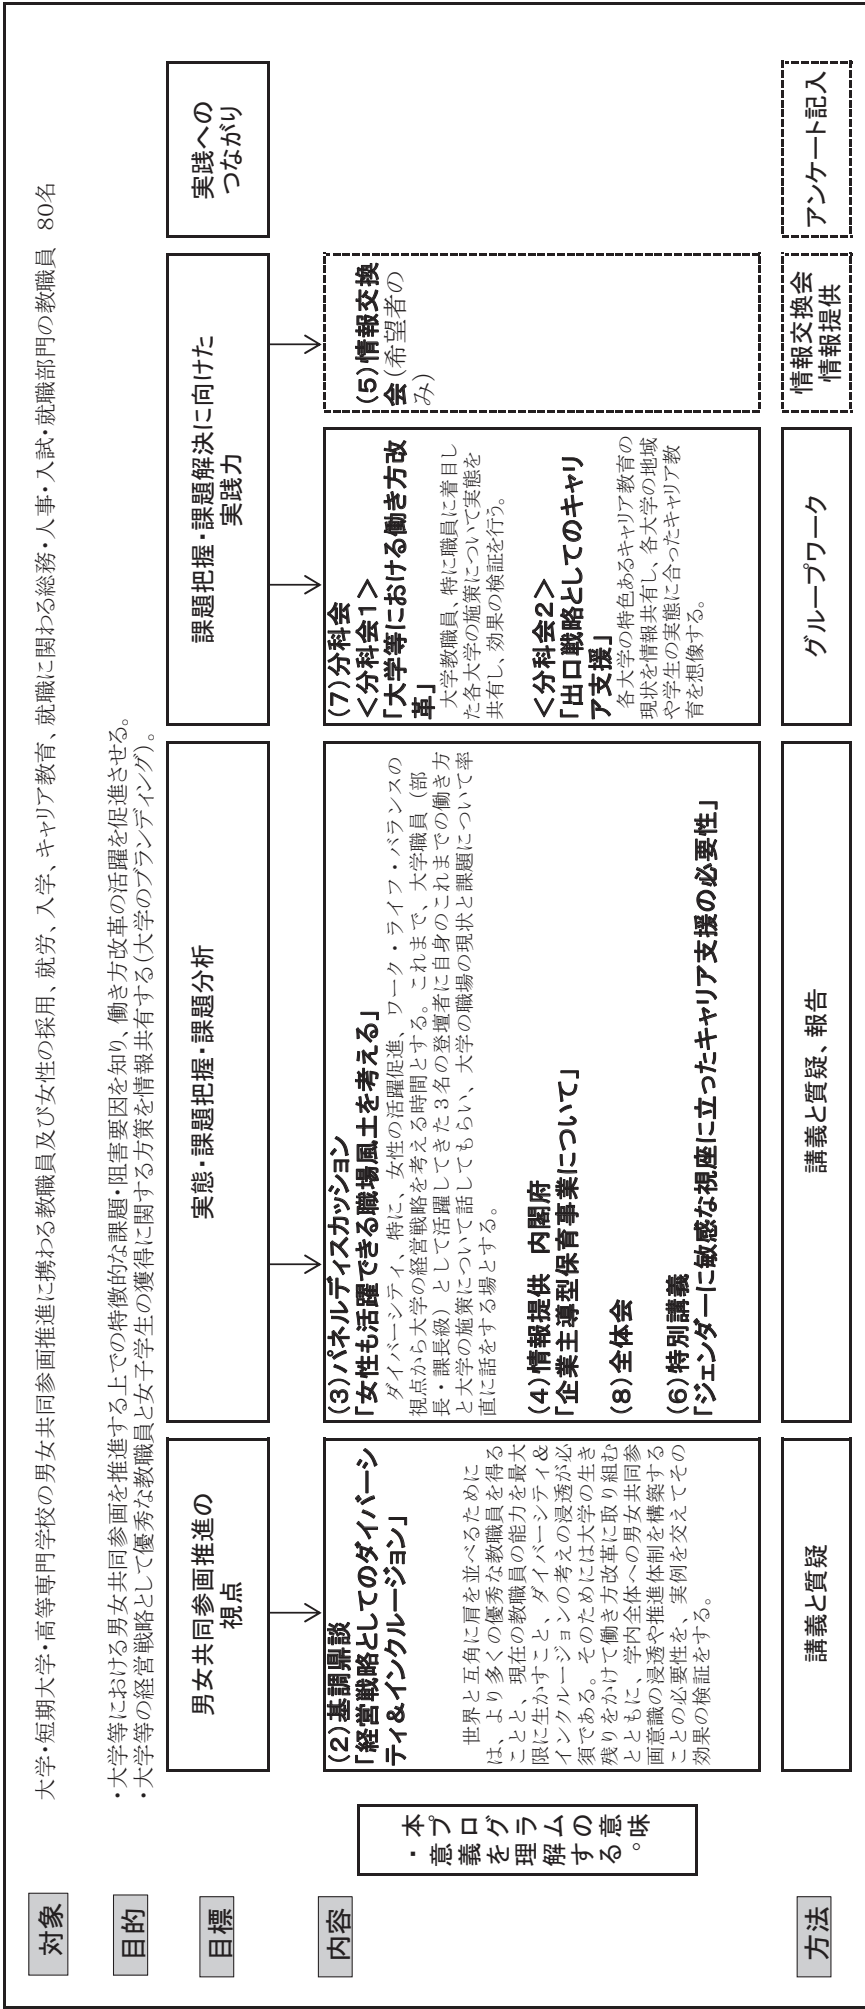 対象
大学・短期大学・高等専門学校の男女共同参画推進に携わる教職員及び女性の採用、就労、入学、キャリア教育、就職に関わる総務・人事・入試・就職部門の教職員　80名
目的
・大学等における男女共同参画を推進する上での特徴的な課題・阻害要因を知り、働き方改革の活躍を促進させる。
・大学等の経営戦略として優秀な教職員と女子学生の獲得に関する方策を情報共有する(大学のブランディング)。
目標
男女共同参画推進の
視点
実態・課題把握・課題分析
課題把握・課題解決に向けた
実践力
実践への
つながり
内容
・本プログラムの意味
意義を理解する。
(2)基調鼎談
「経営戦略としてのダイバーシ
ティ&インクルージョン」
世界と互角に肩を並べるために
は、より多くの優秀な教職員を得る
ことと、現在の教職員の能力を最大
限に生かすこと、ダイバーシティ&
インクルージョンの考えの浸透が必
須である。そのためには大学の生き
残りをかけて働き方改革に取り組む
とともに、学内全体への男女共同参
画意識の浸透や推進体制を構築する
ことの必要性を、実例を交えてその
効果の検証をする。
(3)パネルディスカッション
「女性も活躍できる職場風土を考える」
ダイバーシティ、特に、女性の活躍促進、ワーク・ライフ・バランスの
視点から大学の経営戦略を考える時間とする。これまで、大学職員（部
長・課長級）として活躍してきた３名の登壇者に自身のこれまでの働き方
と大学の施策について話してもらい、大学の職場の現状と課題について率
直に話をする場とする。
(4)情報提供　内閣府
「企業主導型保育事業について」
(8)全体会
(6)特別講義
「ジェンダーに敏感な視座に立ったキャリア支援の必要性」
(7)分科会
＜分科会1＞
「大学等における働き方改
革」
大学教職員、特に職員に着目し
た各大学の施策について実態を
共有し、効果の検証を行う。
＜分科会2＞
「出口戦略としてのキャリ
ア支援」
各大学の特色あるキャリア教育の
現状を情報共有し、各大学の地域
や学生の実態に合ったキャリア教
育を想像する。
(5)情報交換
会(希望者の
み)
方法
講義と質疑
講義と質疑、報告
グループワーク
情報交換会
情報提供
アンケート記入